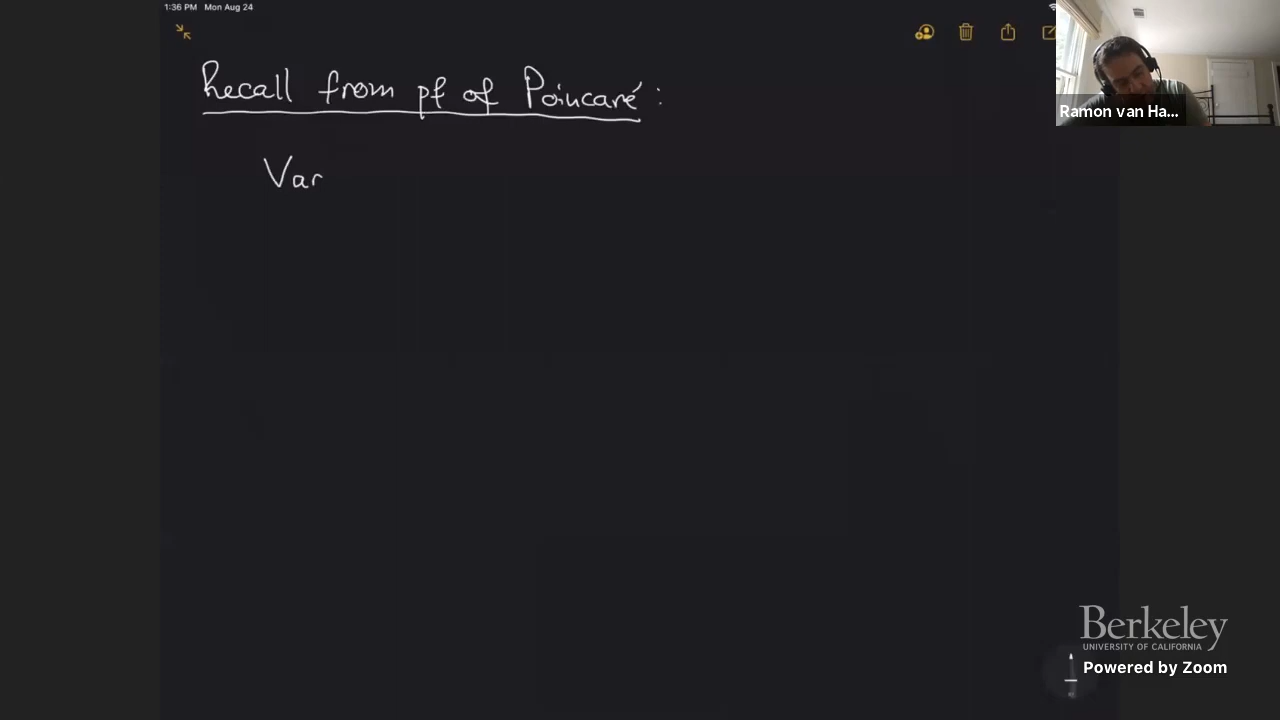 1:36 PM Mon Aug 24
Recall from pf of Poincaré :
Var
Ramon van Ha...
Berkeley
UNIVERSITY OF CALIFORNIA
Powered by Zoom